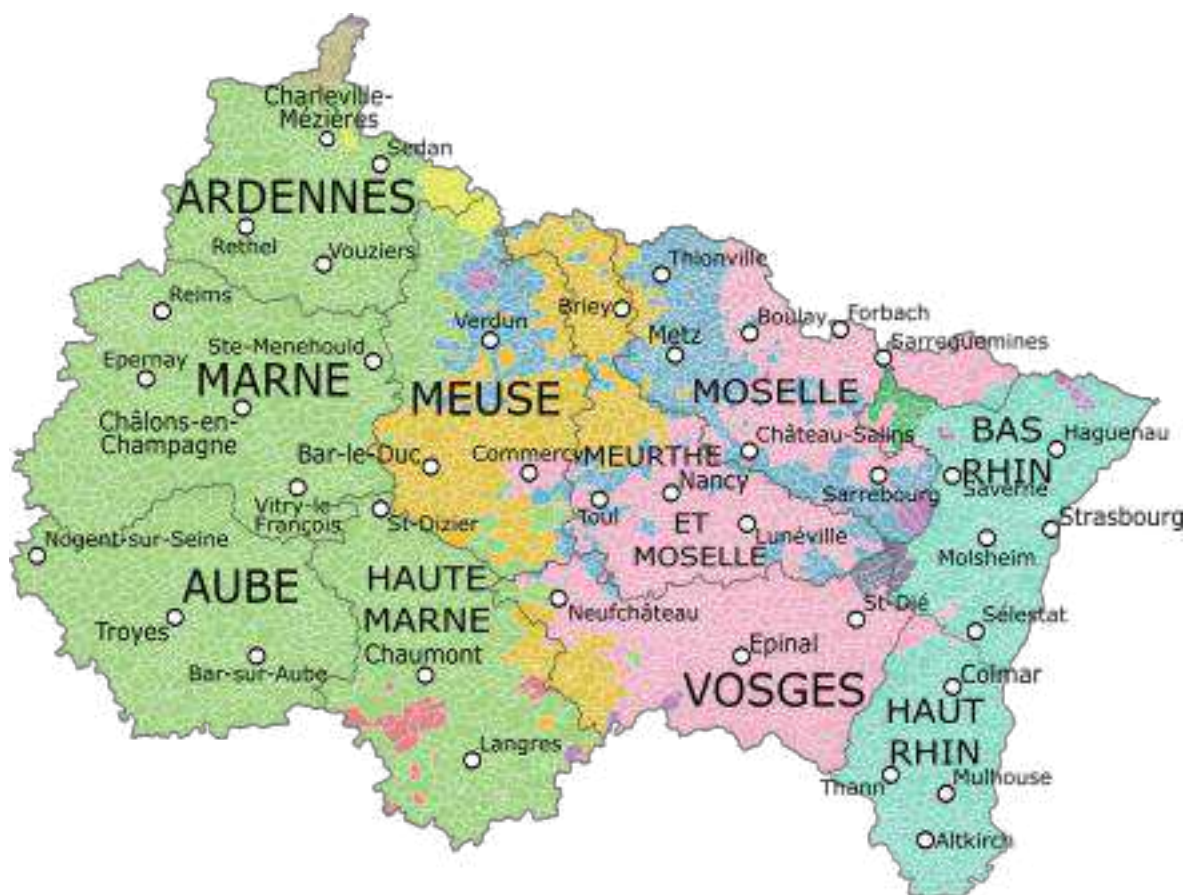 Charleville-
Mézières
Sedan
ARDENNES
Rethel
Vouziers
Reims
Thionville
Briey
Verdun
Boulay
Forbach
Metz
Ste-Menehould
Sarreguemines
Epernay
MARNE
MEUSE
MOSELLE
Châlons-en-
Champagne
BAS
RHIN
Haguenau
Château-Salins
Bar-le-Duc
Commercy
MEURTHE
Nancy
Sarrebourg
Saverne
Vitry-le
François
St-Dizier
Toul
ET
MOSELLE
Lunéville
Strasbourg
Molsheim
Nogent-sur-Seine
AUBE
HAUTE
MARNE
Neufchâteau
St-Dié
Sélestat
Troyes
Bar-sur-Aube
Chaumont
Epinal
VOSGES
Colmar
HAUT
RHIN
Langres
Thann
Mulhouse
Altkirch